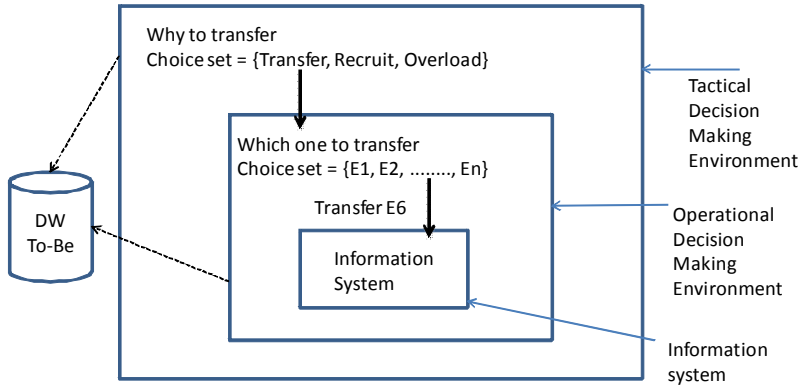 Why to transfer
Choice set = {Transfer, Recruit, Overload}
Which one to transfer
Choice set = {E1, E2, ........, En}
Transfer E6
Information
System
DW
To-Be
Tactical
Decision
Making
Environment
Operational
Decision
Making
Environment
Information
system